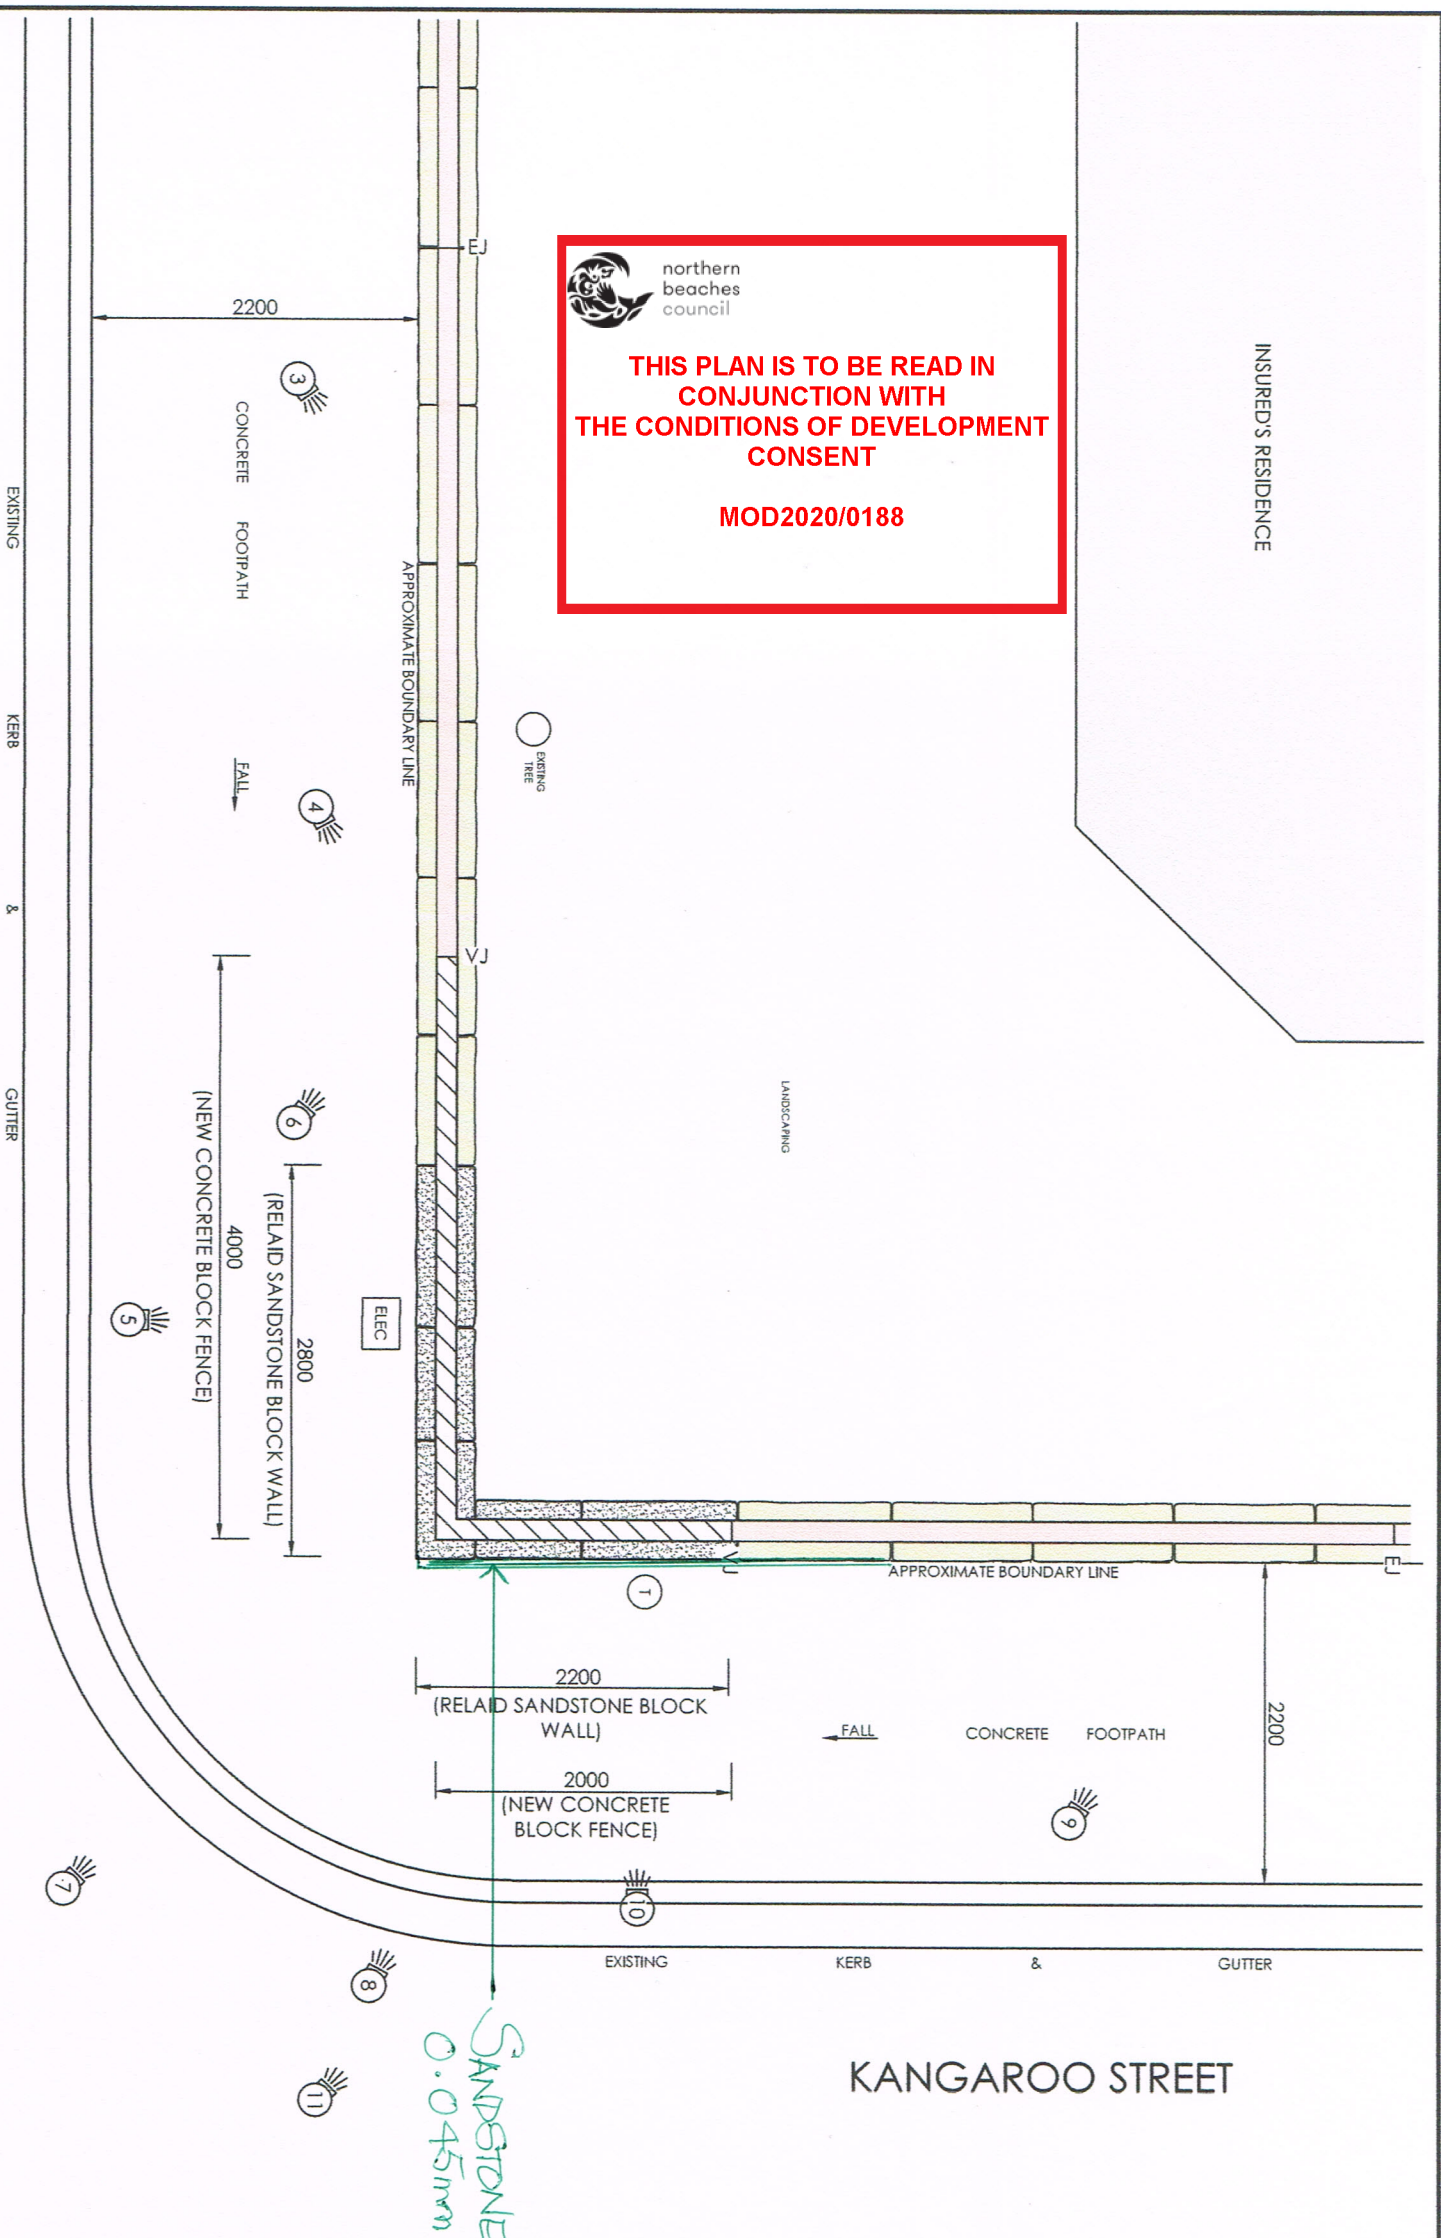 northern
beaches
council
THIS PLAN IS TO BE READ IN
CONJUNCTION WITH
THE CONDITIONS OF DEVELOPMENT
CONSENT
MOD2020/0188
INSURED'S RESIDENCE
EJ
2200
3
CONCRETE FOOTPATH
APPROXIMATE BOUNDARY LINE
EXISTING
TREE
FALL
4
EXISTING KERB & GUTTER
VJ
LANDSCAPING
6
2800
(RELAID SANDSTONE BLOCK WALL)
4000
(NEW CONCRETE BLOCK FENCE)
5
ELEC
VJ
EJ
APPROXIMATE BOUNDARY LINE
T
2200
(RELAID SANDSTONE BLOCK
WALL)
FALL
CONCRETE FOOTPATH
2200
2000
(NEW CONCRETE
BLOCK FENCE)
9
7
10
EXISTING KERB & GUTTER
8
11
SANDSTONE
0.045mm
KANGAROO STREET